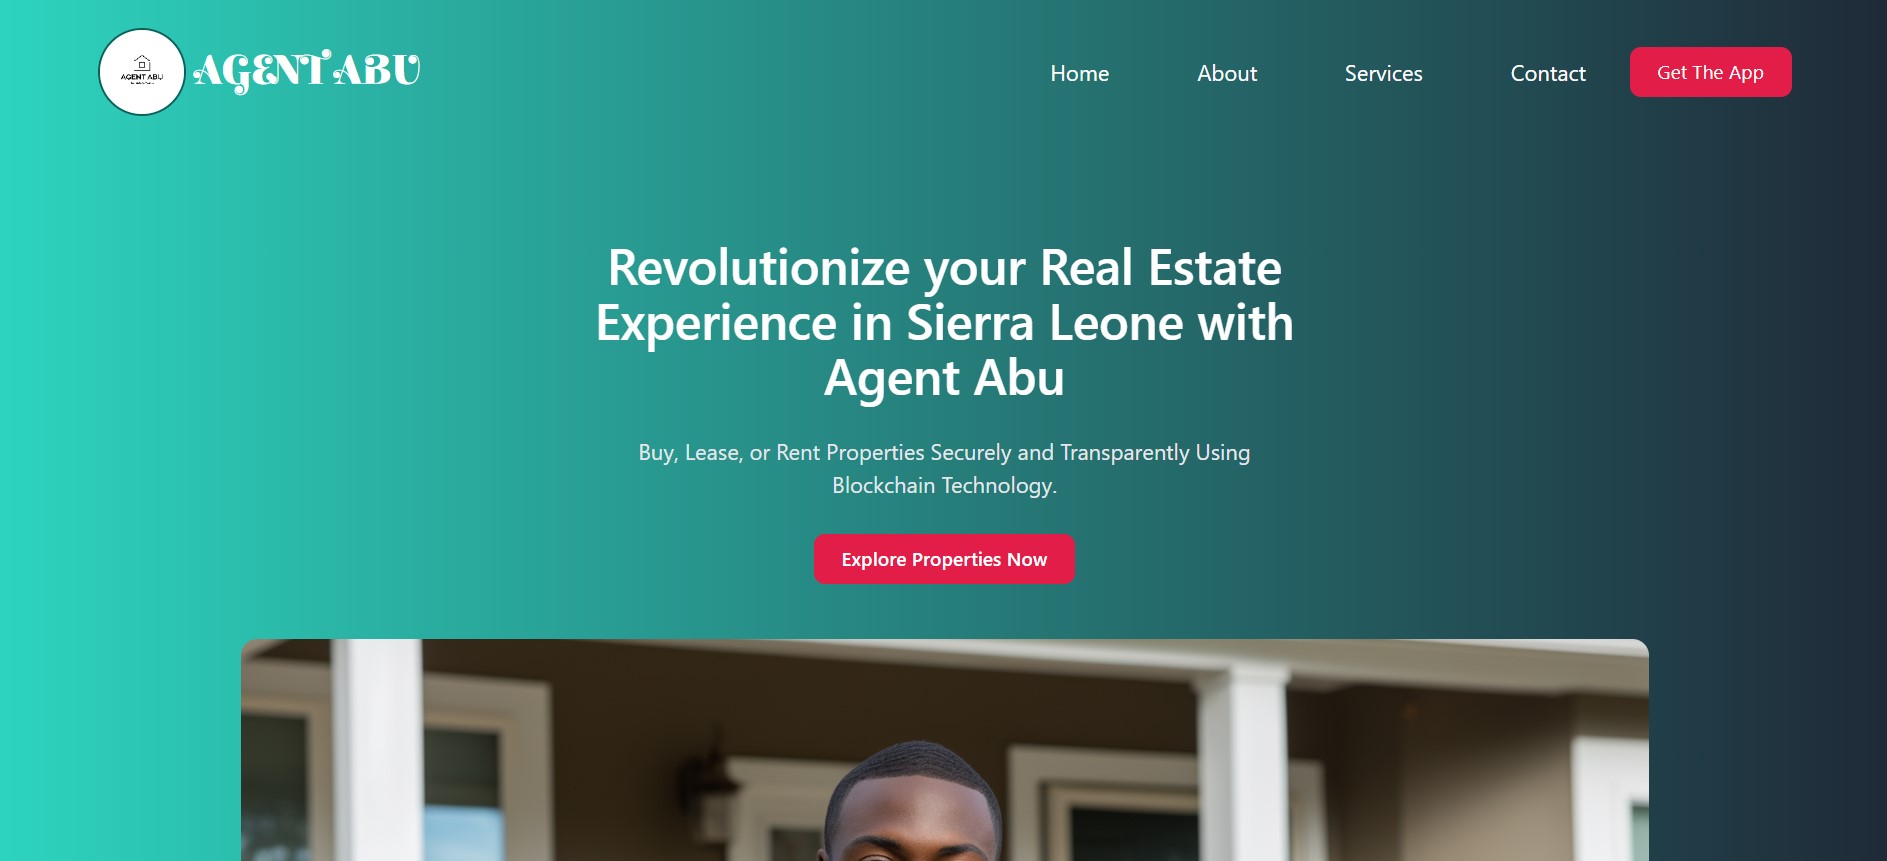 AGENT ABU
AGENT ABU
Home
About
Services
Contact
Get The App
Revolutionize your Real Estate
Experience in Sierra Leone with
Agent Abu
Buy, Lease, or Rent Properties Securely and Transparently Using
Blockchain Technology.
Explore Properties Now